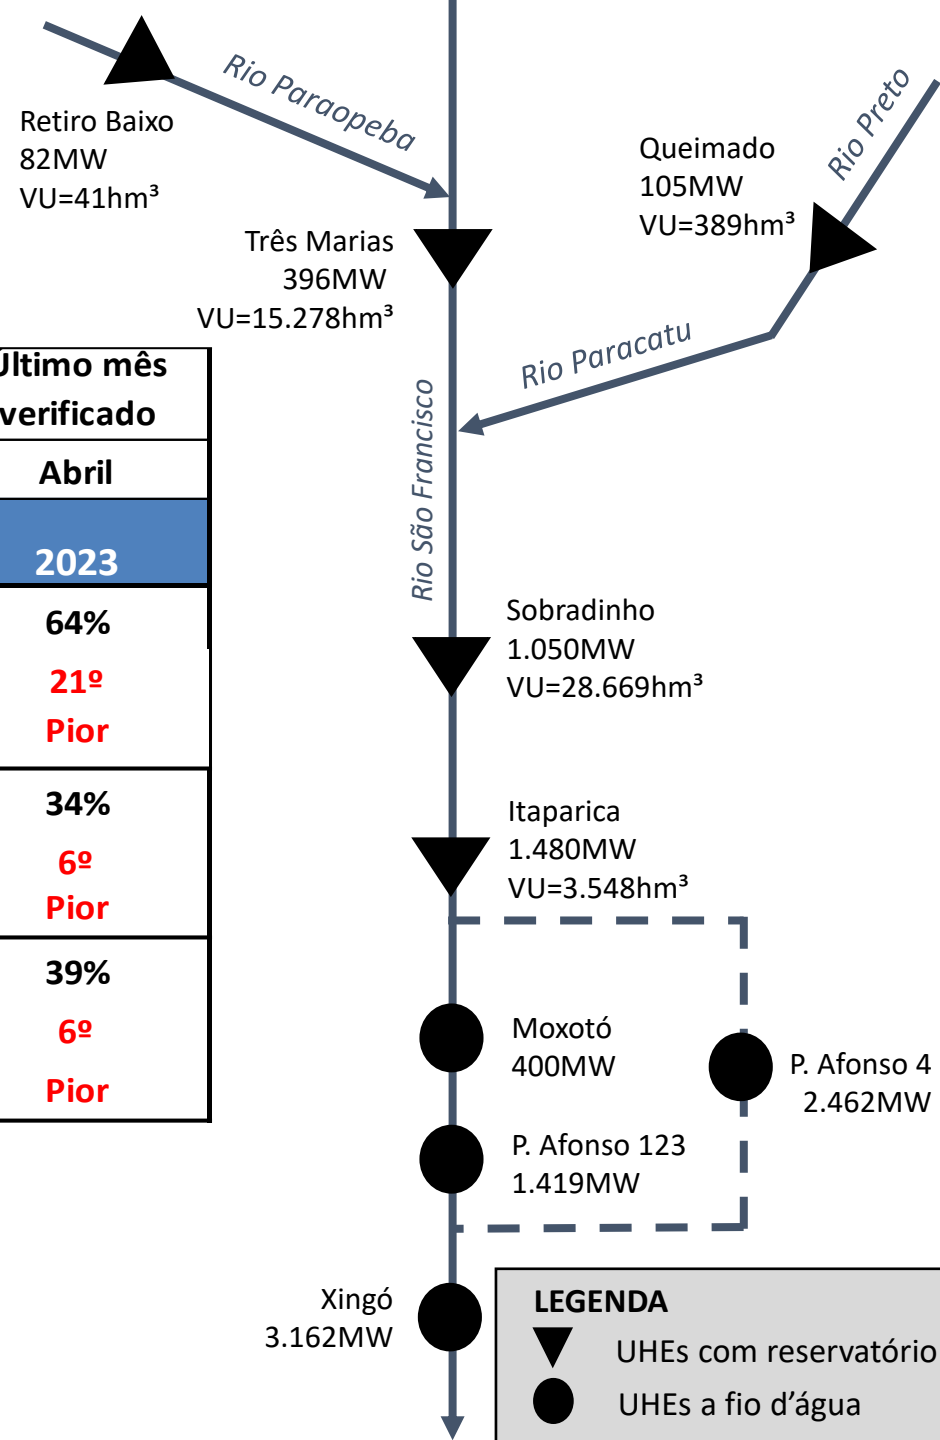 Rio Paraopeba
Retiro Baixo
82MW
VU=41hm³
Rio Preto
Queimado
105MW
VU=389hm³
Três Marias
396MW
VU=15.278hm³
Rio Paracatu
Rio São Francisco
Último mês
verificado
Abril
2023
64%
21º
Pior
34%
6º
Pior
39%
6º
Pior
Sobradinho
1.050MW
VU=28.669hm³
Itaparica
1.480MW
VU=3.548hm³
Moxotó
400MW
P. Afonso 4
2.462MW
P. Afonso 123
1.419MW
Xingó
3.162MW
LEGENDA
UHEs com reservatório
UHEs a fio d'água